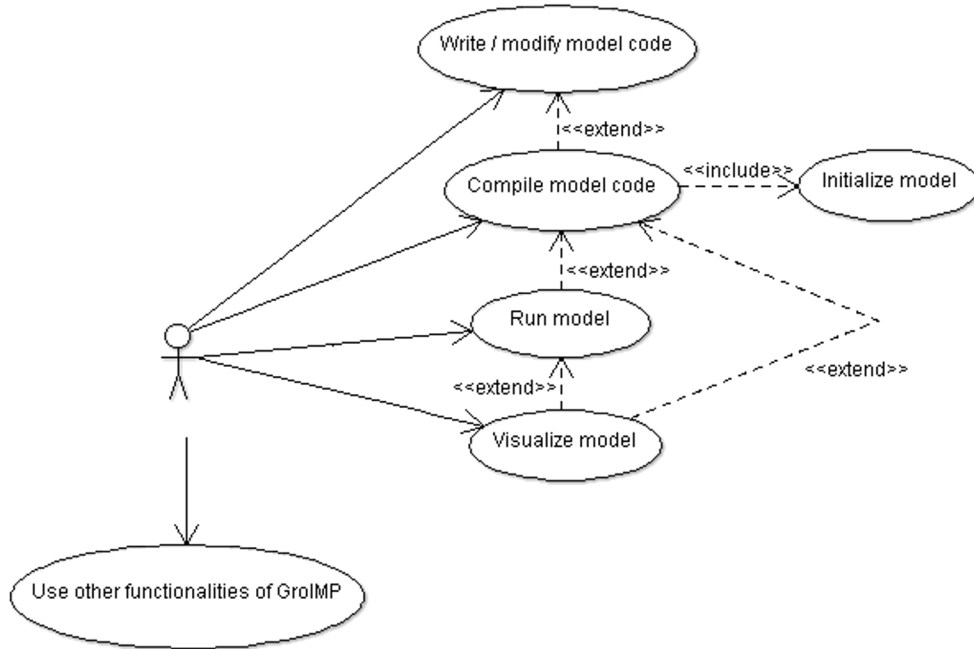 Write / modify model code
<<extend>>
Compile model code
<<include>>
Initialize model
<<extend>>
Run model
<<extend>>
<<extend>>
Visualize model
Use other functionalities of GroIMP